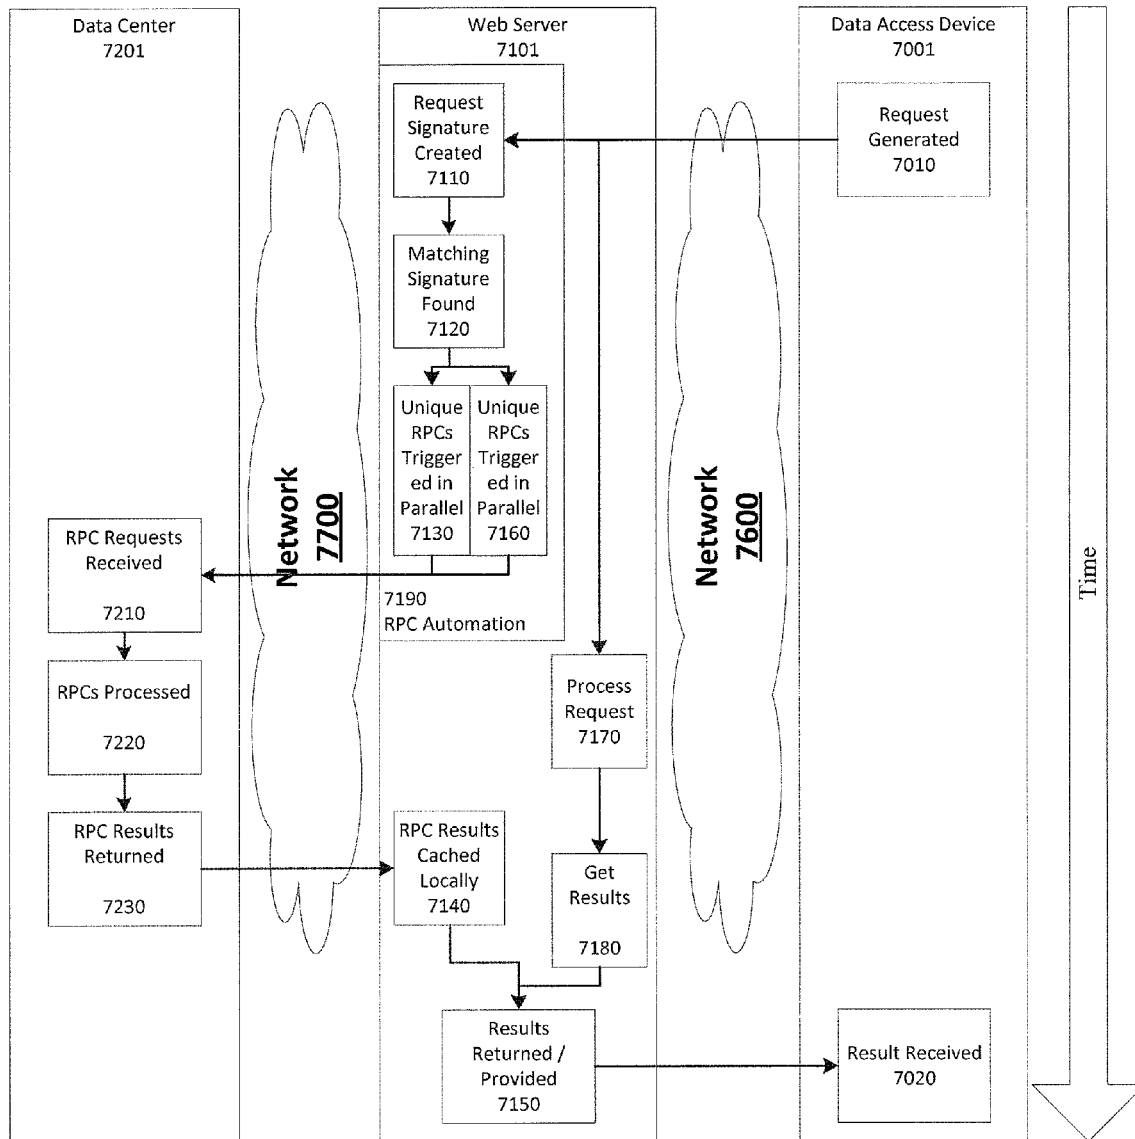 Data Center
7201
Web Server
7101
Data Access Device
7001
Request
Signature
Created
7110
Request
Generated
7010
Matching
Signature
Found
7120
Unique
RPCs
Trigger
ed in
Parallel
7130
Unique
RPCs
Trigger
ed in
Parallel
7160
Network
7700
Network
7600
Time
RPC Requests
Received
7210
7190
RPC Automation
RPCs Processed
7220
Process
Request
7170
RPC Results
Returned
7230
RPC Results
Cached
Locally
7140
Get
Results
7180
Results
Returned /
Provided
7150
Result Received
7020